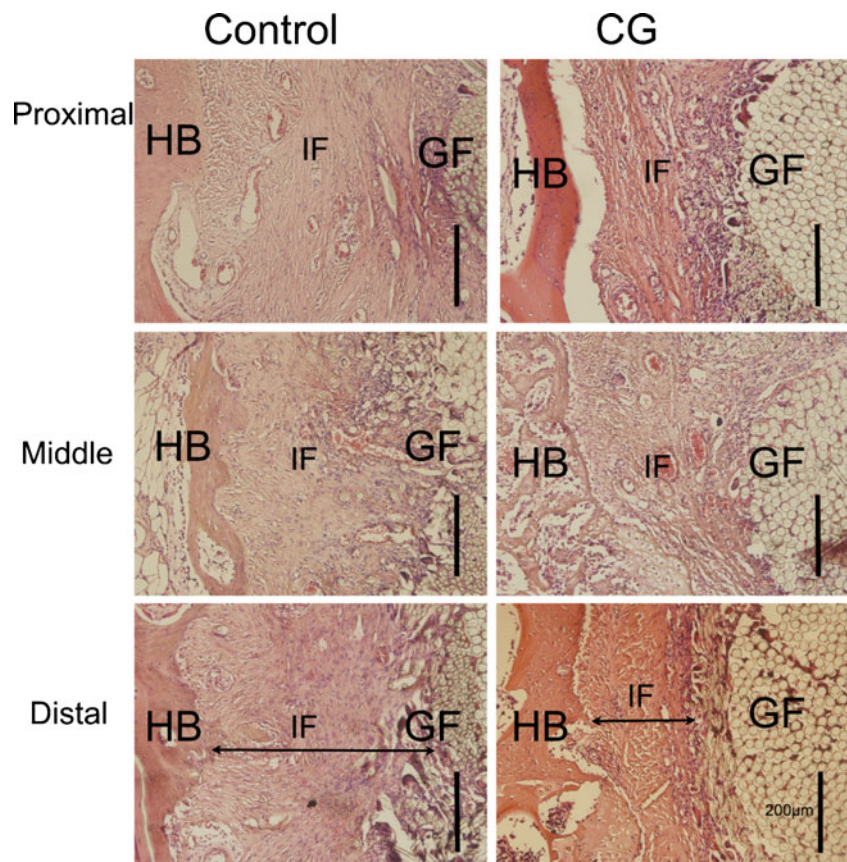 Control CG
Proximal
HB IF GF HB IF GF
Middle
HB IF GF HB IF GF
Distal
HB IF GF HB IF GF
200μm